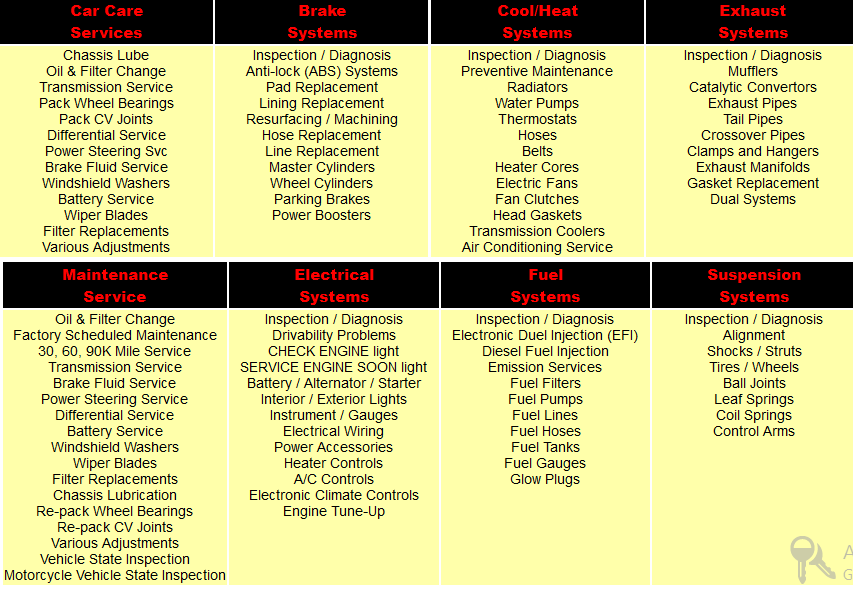 Car Care
Services
Chassis Lube
Oil & Filter Change
Transmission Service
Pack Wheel Bearings
Pack CV Joints
Differential Service
Power Steering Svc
Brake Fluid Service
Windshield Washers
Battery Service
Wiper Blades
Filter Replacements
Various Adjustments
Brake
Systems
Inspection / Diagnosis
Anti-lock (ABS) Systems
Pad Replacement
Lining Replacement
Resurfacing / Machining
Hose Replacement
Line Replacement
Master Cylinders
Wheel Cylinders
Parking Brakes
Power Boosters
Cool/Heat
Systems
Inspection / Diagnosis
Preventive Maintenance
Radiators
Water Pumps
Thermostats
Hoses
Belts
Heater Cores
Electric Fans
Fan Clutches
Head Gaskets
Transmission Coolers
Air Conditioning Service
Exhaust
Systems
Inspection / Diagnosis
Mufflers
Catalytic Convertors
Exhaust Pipes
Tail Pipes
Crossover Pipes
Clamps and Hangers
Exhaust Manifolds
Gasket Replacement
Dual Systems
Maintenance
Service
Oil & Filter Change
Factory Scheduled Maintenance
30, 60, 90K Mile Service
Transmission Service
Brake Fluid Service
Power Steering Service
Differential Service
Battery Service
Windshield Washers
Wiper Blades
Filter Replacements
Chassis Lubrication
Re-pack Wheel Bearings
Re-pack CV Joints
Various Adjustments
Vehicle State Inspection
Motorcycle Vehicle State Inspection
Electrical
Systems
Inspection / Diagnosis
Drivability Problems
CHECK ENGINE light
SERVICE ENGINE SOON light
Battery / Alternator / Starter
Interior / Exterior Lights
Instrument / Gauges
Electrical Wiring
Power Accessories
Heater Controls
A/C Controls
Electronic Climate Controls
Engine Tune-Up
Fuel
Systems
Inspection / Diagnosis
Electronic Duel Injection (EFI)
Diesel Fuel Injection
Emission Services
Fuel Filters
Fuel Pumps
Fuel Lines
Fuel Hoses
Fuel Tanks
Fuel Gauges
Glow Plugs
Suspension
Systems
Inspection / Diagnosis
Alignment
Shocks / Struts
Tires / Wheels
Ball Joints
Leaf Springs
Coil Springs
Control Arms
A
G